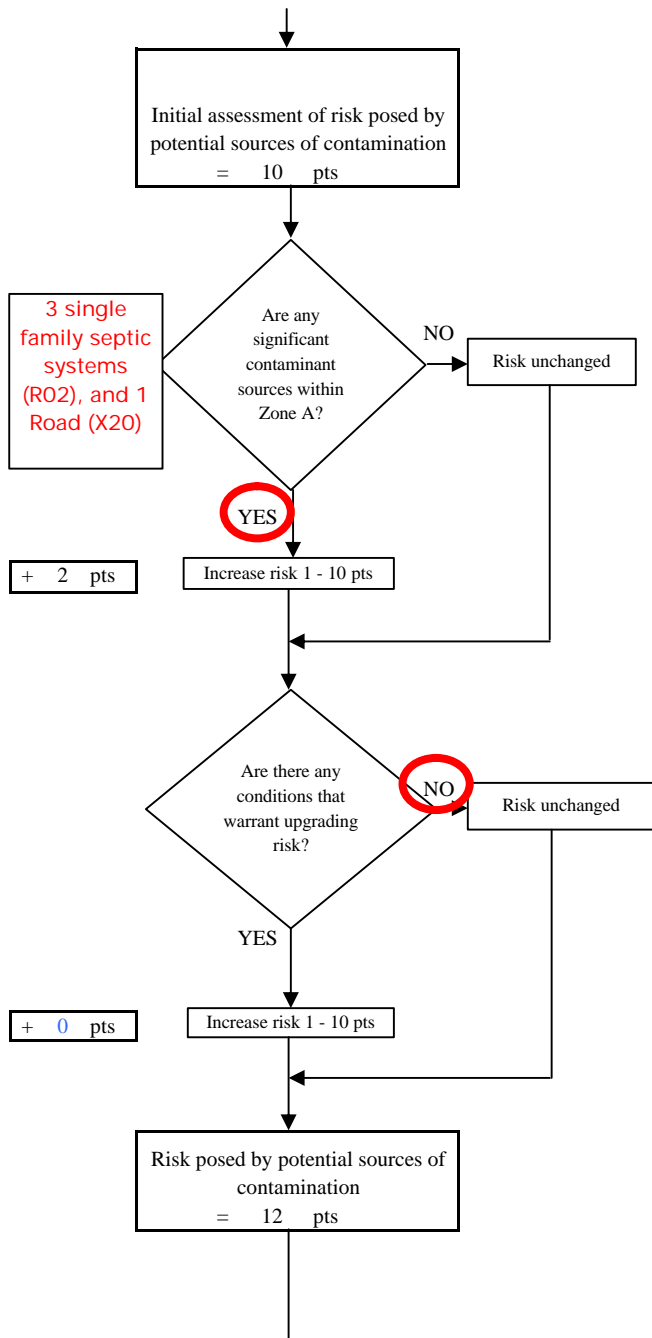 Initial assessment of risk posed by
potential sources of contamination
= 10 pts
3 single
family septic
systems
(R02), and 1
Road (X20)
Are any
significant
contaminant
sources within
Zone A?
NO
Risk unchanged
YES
+ 2 pts
Increase risk 1 - 10 pts
Are there any
conditions that
warrant upgrading
risk?
NO
Risk unchanged
YES
+ 0 pts
Increase risk 1 - 10 pts
Risk posed by potential sources of
contamination
= 12 pts